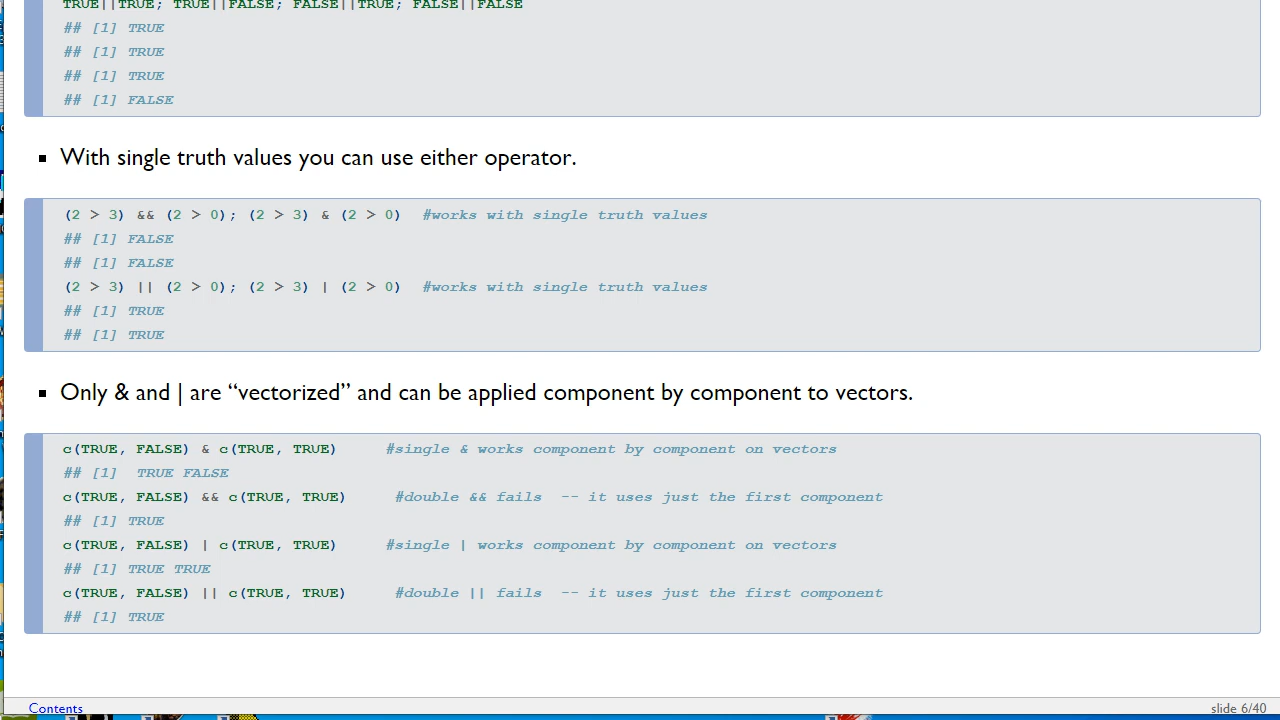 TRUE||TRUE; TRUE||FALSE; FALSE||TRUE; FALSE||FALSE
## [1] TRUE
## [1] TRUE
## [1] TRUE
## [1] FALSE
▪ With single truth values you can use either operator.
(2 > 3) && (2 > 0); (2 > 3) & (2 > 0)  #works with single truth values
## [1] FALSE
## [1] FALSE
(2 > 3) || (2 > 0); (2 > 3) | (2 > 0)  #works with single truth values
## [1] TRUE
## [1] TRUE
▪ Only & and | are “vectorized” and can be applied component by component to vectors.
c(TRUE, FALSE) & c(TRUE, TRUE)     #single & works component by component on vectors
## [1]  TRUE FALSE
c(TRUE, FALSE) && c(TRUE, TRUE)     #double && fails  -- it uses just the first component
## [1] TRUE
c(TRUE, FALSE) | c(TRUE, TRUE)     #single | works component by component on vectors
## [1] TRUE TRUE
c(TRUE, FALSE) || c(TRUE, TRUE)     #double || fails  -- it uses just the first component
## [1] TRUE
Contents
slide 6/40